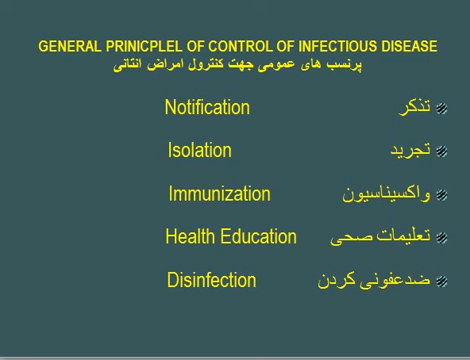 GENERAL PRINICPLEL OF CONTROL OF INFECTIOUS DISEASE
پرنسب های عمومی جهت کنترول امراض انتانی
Notification تذکر
Isolation تجرید
Immunization واکسیناسیون
Health Education تعلیمات صحی
Disinfection ضدعفونی کردن